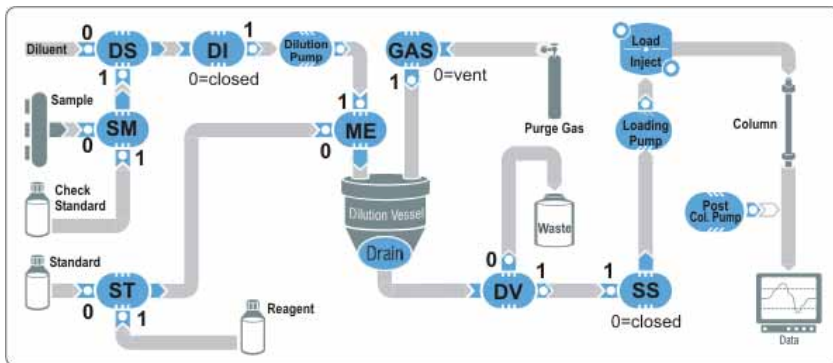 0
1
1
Diluent
DS
DI
Dilution
Pump
GAS
Load
Inject
1
0=closed
1
0=vent
Sample
1
SM
ME
Purge Gas
Loading
Pump
Column
0
1
0
Check
Standard
Dilution Vessel
Waste
Post
Col. Pump
Standard
Drain
0
1
1
ST
DV
SS
0
1
Reagent
0=closed
Data